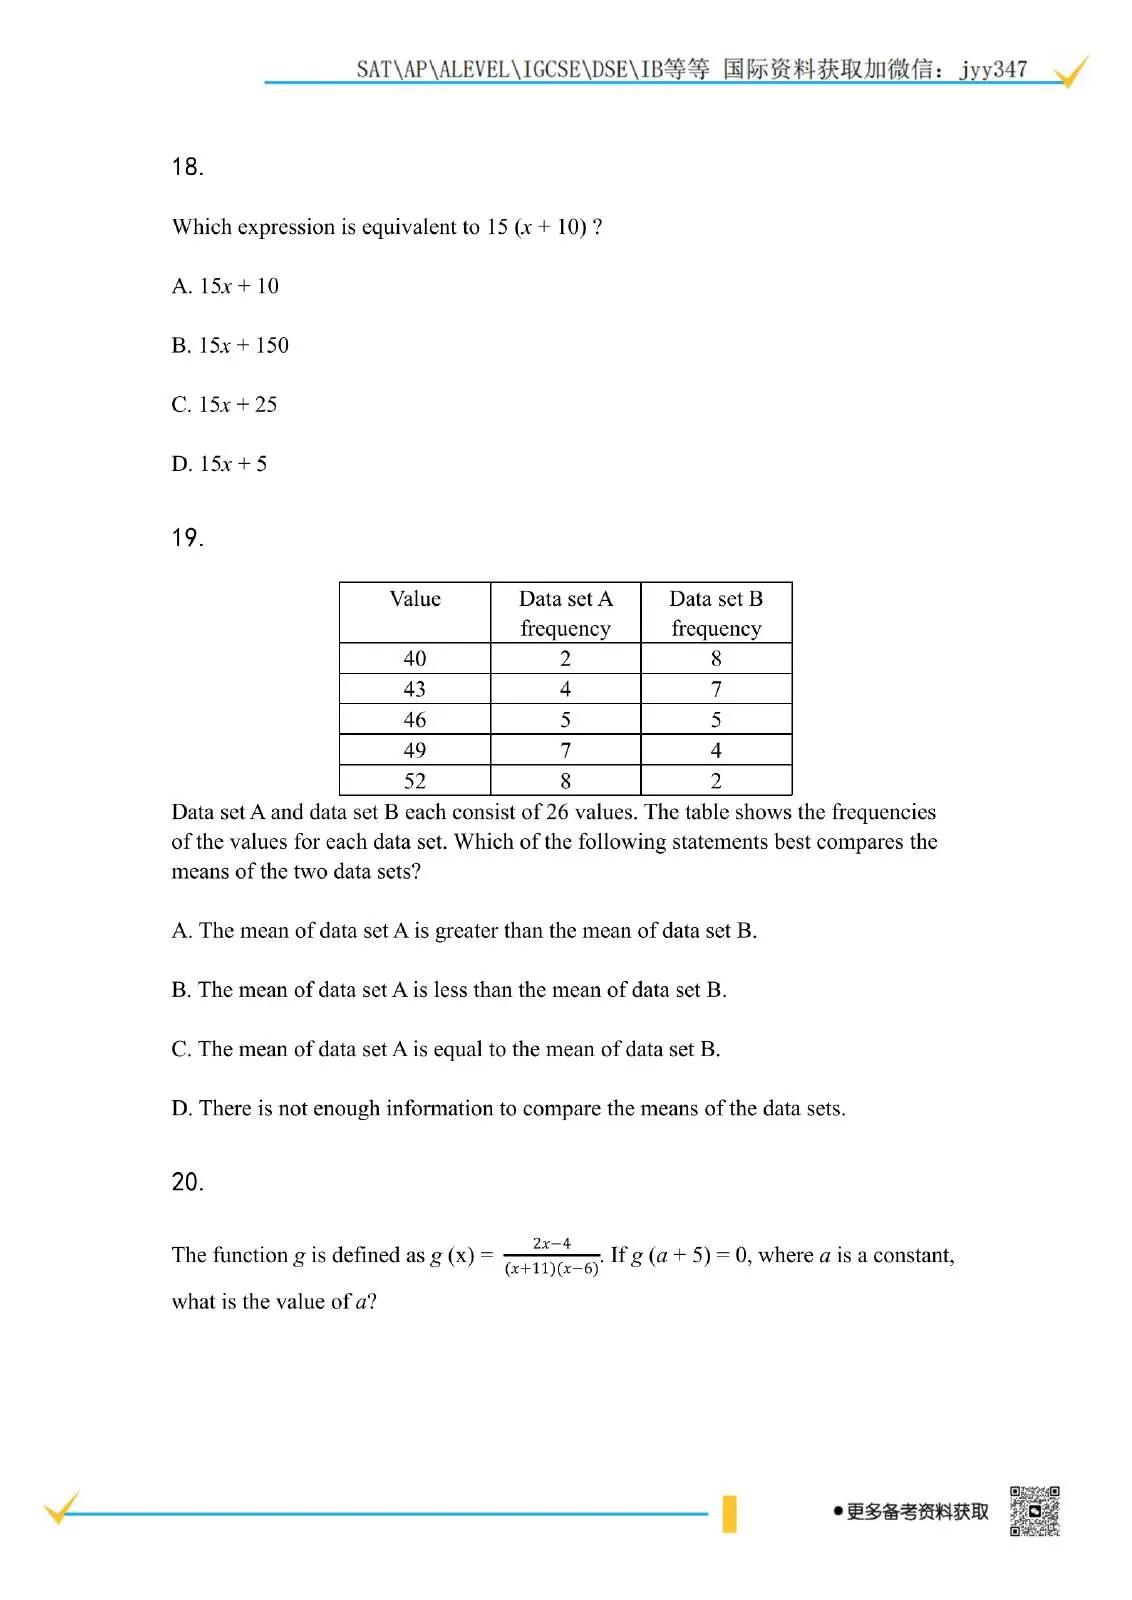 SAT\AP\ALEVEL\IGCSE\DSE\IB等等 国际资料获取加微信：jyy347
18.
Which expression is equivalent to 15 (x + 10) ?
A. 15x + 10
B. 15x + 150
C. 15x + 25
D. 15x + 5
19.
Value Data set A frequency Data set B frequency
40 2 8
43 4 7
46 5 5
49 7 4
52 8 2
Data set A and data set B each consist of 26 values. The table shows the frequencies
of the values for each data set. Which of the following statements best compares the
means of the two data sets?
A. The mean of data set A is greater than the mean of data set B.
B. The mean of data set A is less than the mean of data set B.
C. The mean of data set A is equal to the mean of data set B.
D. There is not enough information to compare the means of the data sets.
20.
The function g is defined as g (x) = 2x−4 / (x+11)(x−6). If g (a + 5) = 0, where a is a constant,
what is the value of a?
●更多备考资料获取